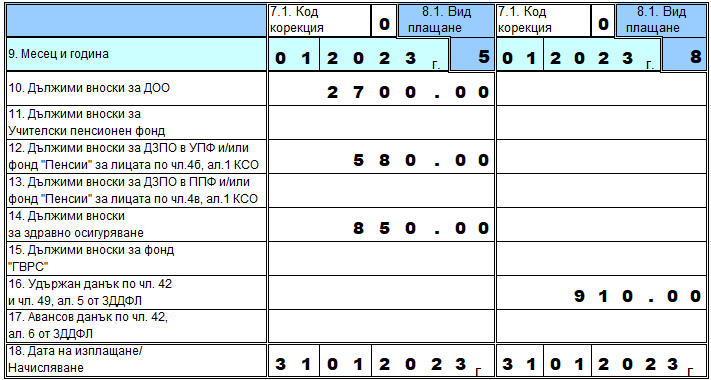 7.1. Код корекция 0 8.1. Вид плащане 7.1. Код корекция 0 8.1. Вид плащане
9. Месец и година 0 1 2 0 2 3 г. 5 0 1 2 0 2 3 г. 8
10. Дължими вноски за ДОО 2 7 0 0 . 0 0
11. Дължими вноски за
Учителски пенсионен фонд
12. Дължими вноски за ДЗПО в УПФ и/или
фонд "Пенсии" за лицата по чл.4б, ал.1 КСО 5 8 0 . 0 0
13. Дължими вноски за ДЗПО в ППФ и/или
фонд "Пенсии" за лицата по чл.4в, ал.1 КСО
14. Дължими вноски
за здравно осигуряване 8 5 0 . 0 0
15. Дължими вноски за фонд
"ГВРС"
16. Удържан данък по чл. 42
и чл. 49, ал. 5 от ЗДДФЛ 9 1 0 . 0 0
17. Авансов данък по чл. 42,
ал. 6 от ЗДДФЛ
18. Дата на изплащане/
Начисляване 3 1 0 1 2 0 2 3 г 3 1 0 1 2 0 2 3 г